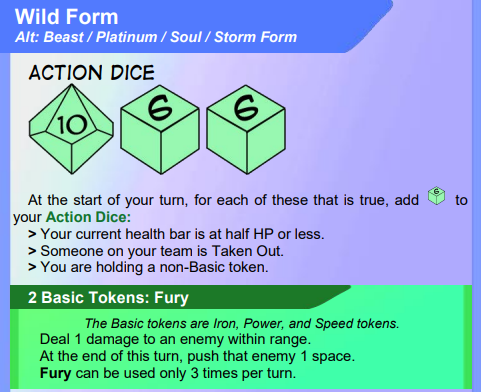 Wild Form
Alt: Beast / Platinum / Soul / Storm Form
ACTION DICE
10 6 6
At the start of your turn, for each of these that is true, add 6 to
your Action Dice:
> Your current health bar is at half HP or less.
> Someone on your team is Taken Out.
> You are holding a non-Basic token.
2 Basic Tokens: Fury
The Basic tokens are Iron, Power, and Speed tokens.
Deal 1 damage to an enemy within range.
At the end of this turn, push that enemy 1 space.
Fury can be used only 3 times per turn.